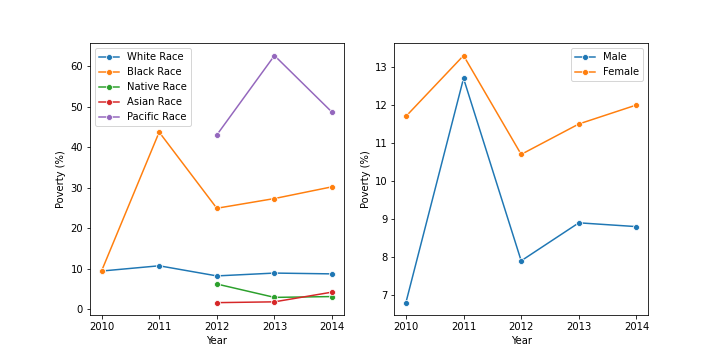 White Race
Black Race
Native Race
Asian Race
Pacific Race
Poverty (%)
60
50
40
30
20
10
0
2010 2011 2012 2013 2014
Year
Male
Female
Poverty (%)
13
12
11
10
9
8
7
2010 2011 2012 2013 2014
Year